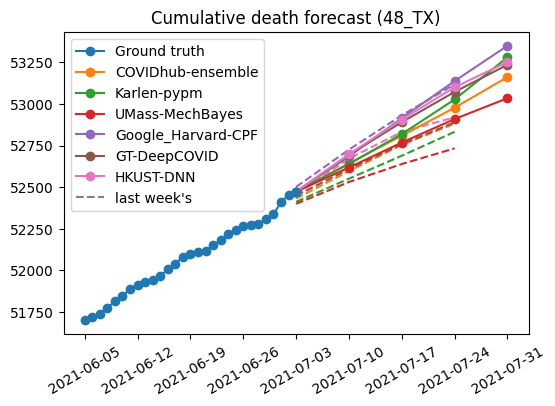 Cumulative death forecast (48_TX)
Ground truth
COVIDhub-ensemble
Karlen-pypm
UMass-MechBayes
Google_Harvard-CPF
GT-DeepCOVID
HKUST-DNN
last week's
53250
53000
52750
52500
52250
52000
51750
2021-06-05
2021-06-12
2021-06-19
2021-06-26
2021-07-03
2021-07-10
2021-07-17
2021-07-24
2021-07-31